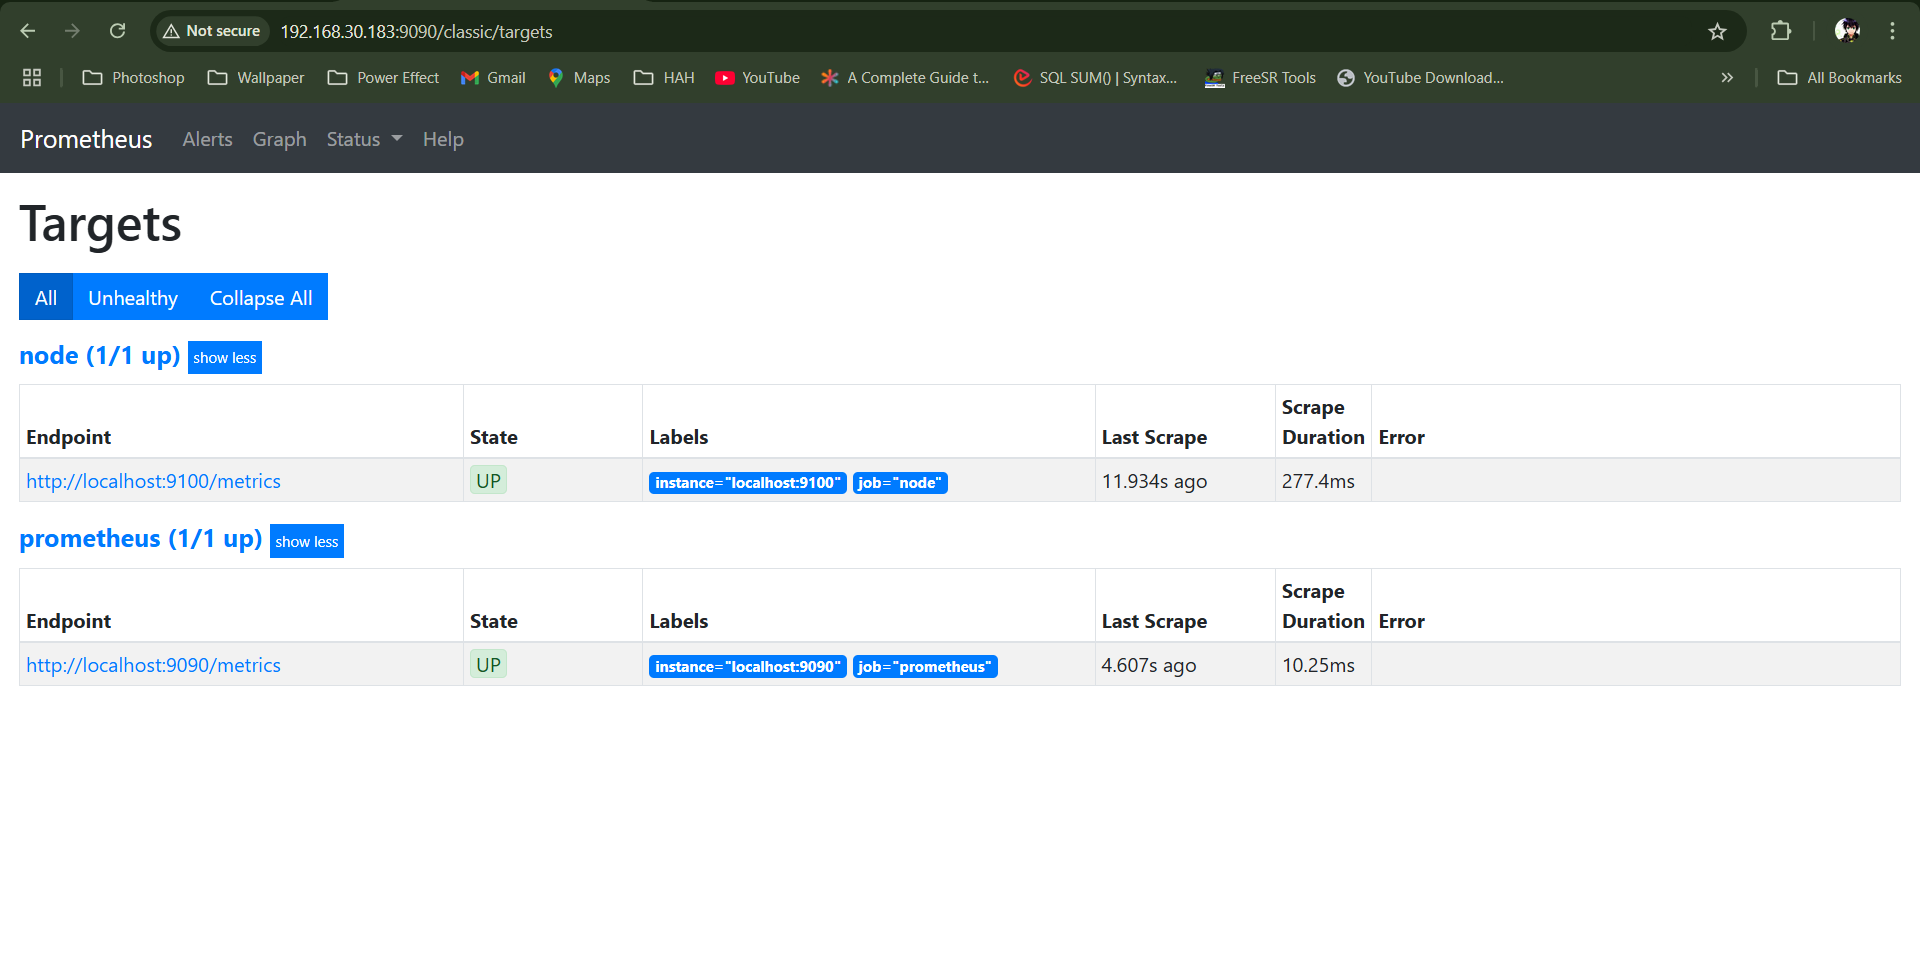 Not secure 192.168.30.183:9090/classic/targets
Photoshop Wallpaper Power Effect Gmail Maps HAH YouTube A Complete Guide t... SQL SUM() | Syntax... FreeSR Tools YouTube Download... » All Bookmarks
Prometheus Alerts Graph Status Help
Targets
All Unhealthy Collapse All
node (1/1 up) show less
Endpoint State Labels Last Scrape Scrape Duration Error
http://localhost:9100/metrics UP instance="localhost:9100" job="node" 11.934s ago 277.4ms
prometheus (1/1 up) show less
Endpoint State Labels Last Scrape Scrape Duration Error
http://localhost:9090/metrics UP instance="localhost:9090" job="prometheus" 4.607s ago 10.25ms